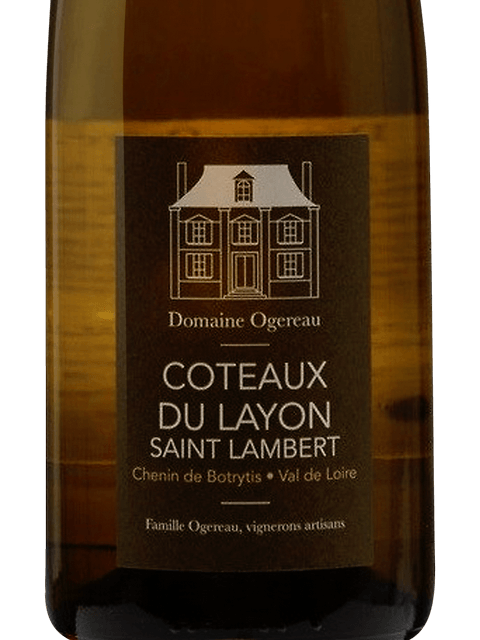 Domaine Ogereau
COTEAUX
DU LAYON
SAINT LAMBERT
Chenin de Botrytis • Val de Loire
Famille Ogereau, vignerons artisans